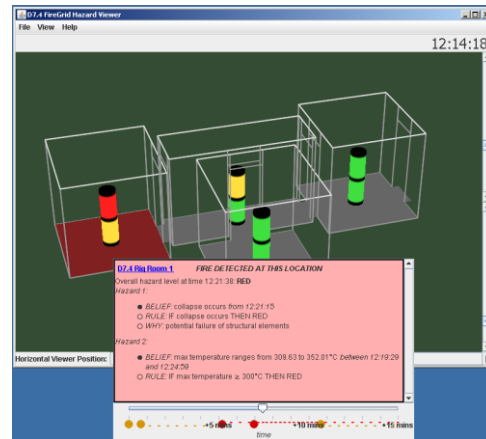 D7.4 FireGrid Hazard Viewer
File View Help
12:14:18
D7.4 Rig Room 1 FIRE DETECTED AT THIS LOCATION
Overall hazard level at time 12:21:38: RED
Hazard 1:
BELIEF: collapse occurs from 12:21:15
RULE: IF collapse occurs THEN RED
WHY: potential failure of structural elements
Hazard 2:
BELIEF: max temperature ranges from 308.63 to 352.01°C between 12:19:29
and 12:24:59
RULE: IF max temperature ≥ 300°C THEN RED
Horizontal Viewer Position:
+5 mins +10 mins +15 mins
time